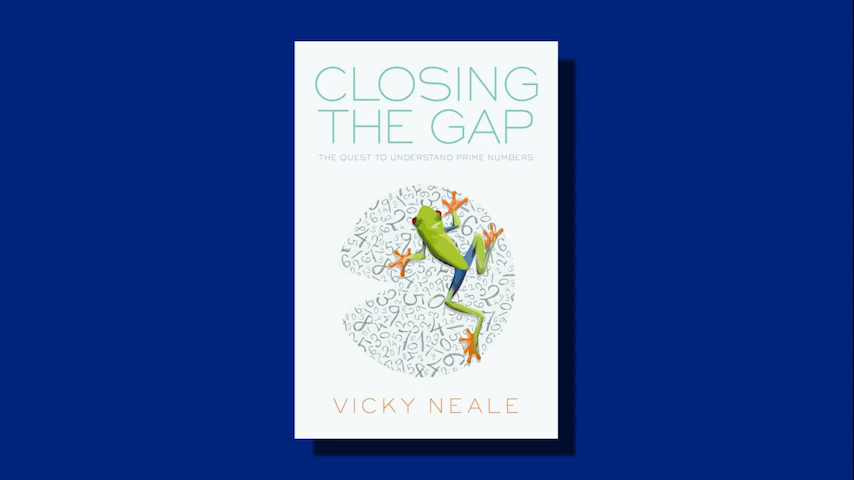 CLOSING
THE GAP
THE QUEST TO UNDERSTAND PRIME NUMBERS
VICKY NEALE